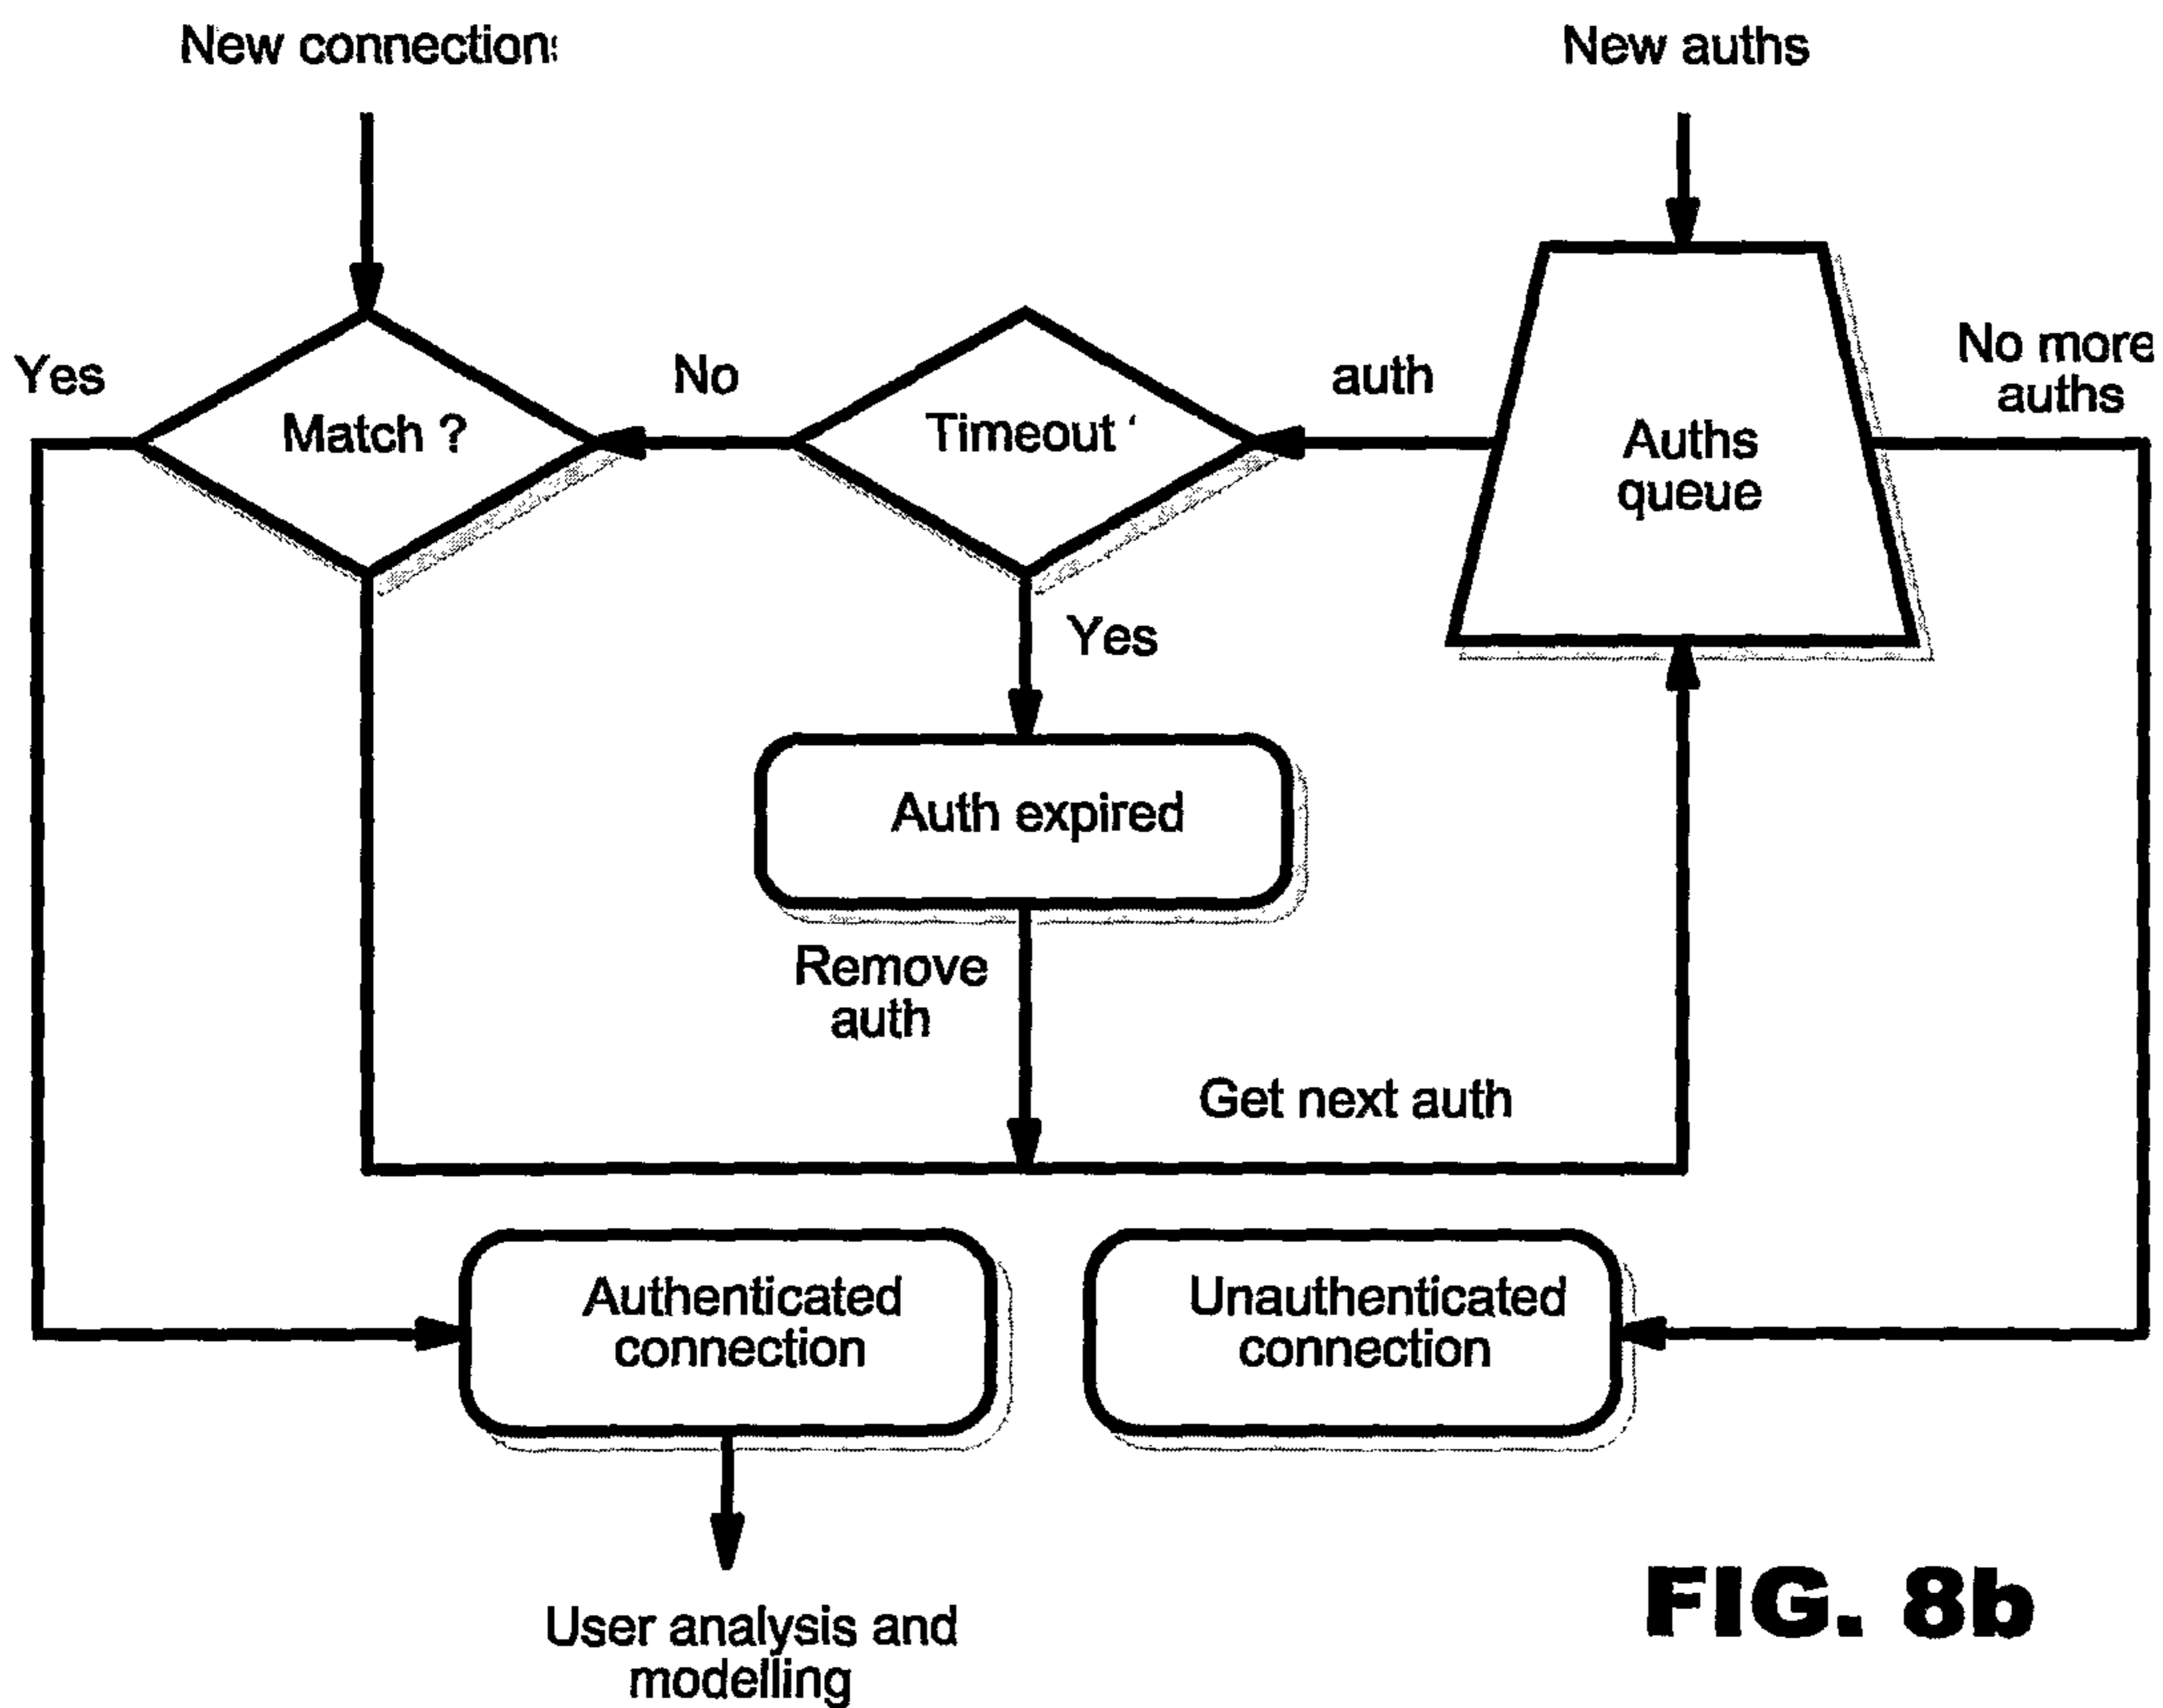 New connections
New auths
Yes
No
auth
No more
auths
Match ?
Timeout '
Auths
queue
Yes
Auth expired
Remove
auth
Get next auth
Authenticated
connection
Unauthenticated
connection
User analysis and
modelling
FIG. 8b